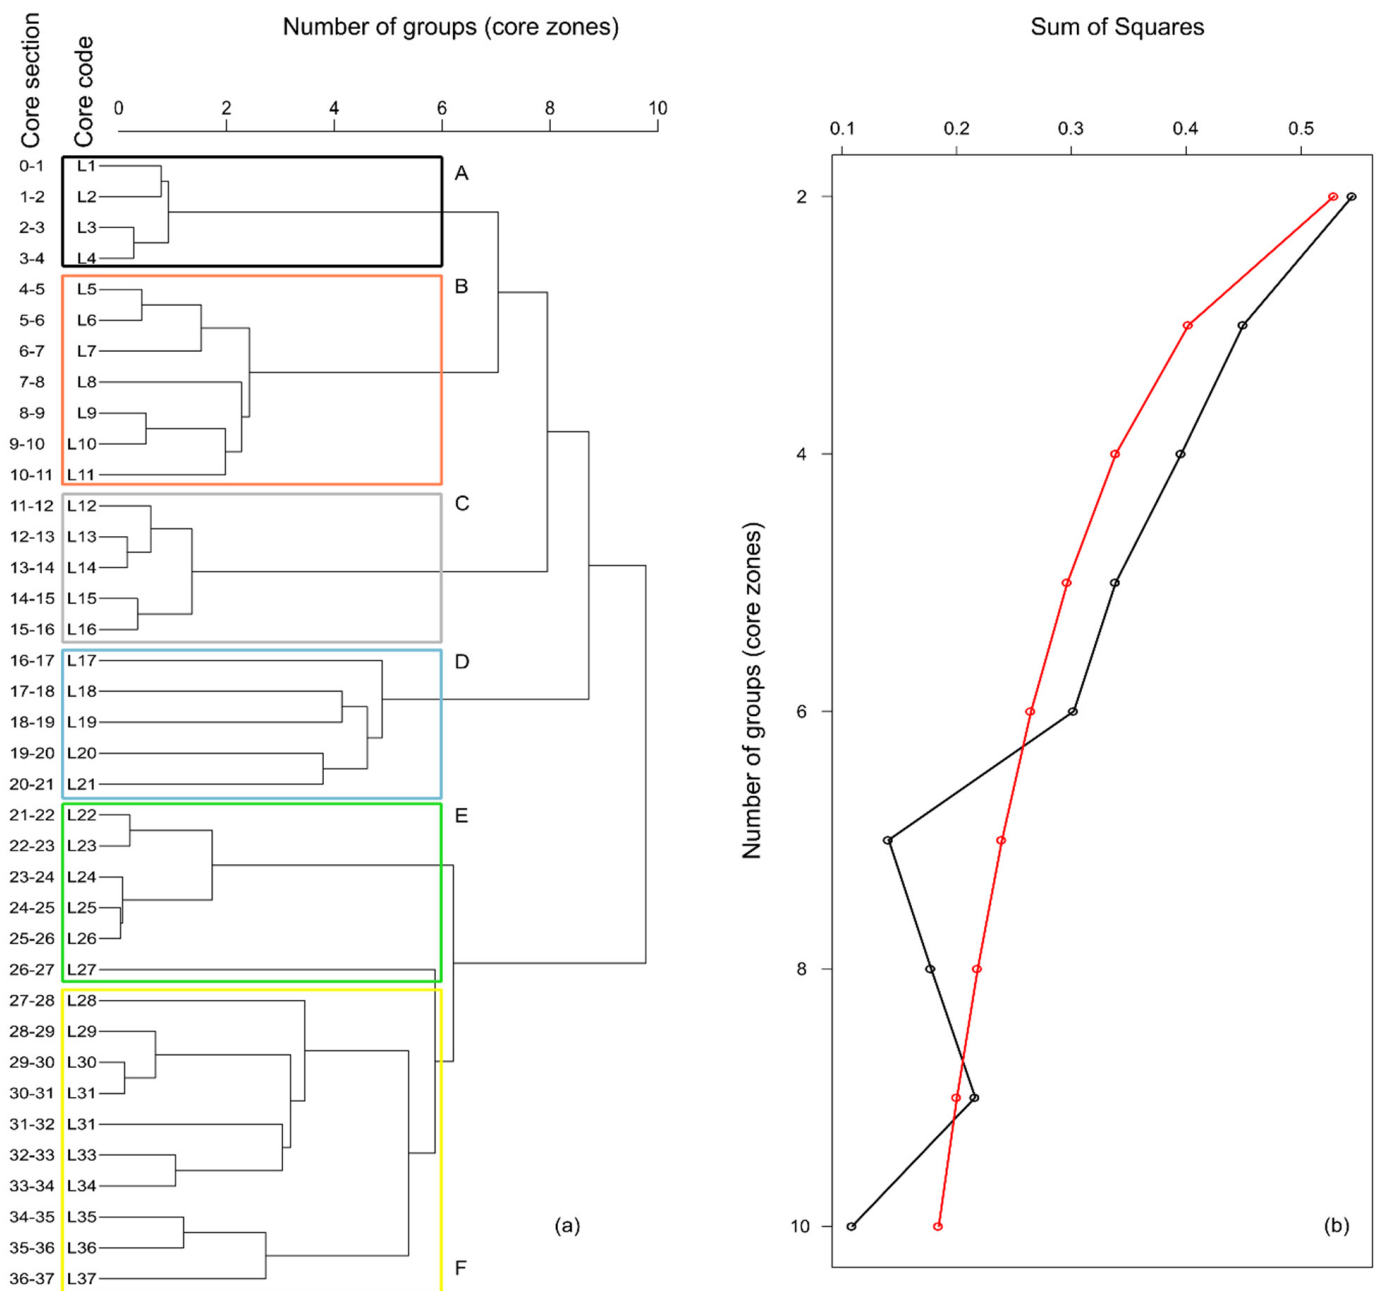 Number of groups (core zones)
Core section
Core code
0 2 4 6 8 10
0-1 L1 A
1-2 L2
2-3 L3
3-4 L4
4-5 L5 B
5-6 L6
6-7 L7
7-8 L8
8-9 L9
9-10 L10
10-11 L11
11-12 L12 C
12-13 L13
13-14 L14
14-15 L15
15-16 L16
16-17 L17 D
17-18 L18
18-19 L19
19-20 L20
20-21 L21
21-22 L22 E
22-23 L23
23-24 L24
24-25 L25
25-26 L26
26-27 L27
27-28 L28
28-29 L29
29-30 L30
30-31 L31
31-32 L31
32-33 L33
33-34 L34
34-35 L35
35-36 L36
36-37 L37 F
(a)
Sum of Squares
0.1 0.2 0.3 0.4 0.5
Number of groups (core zones)
2
4
6
8
10
(b)